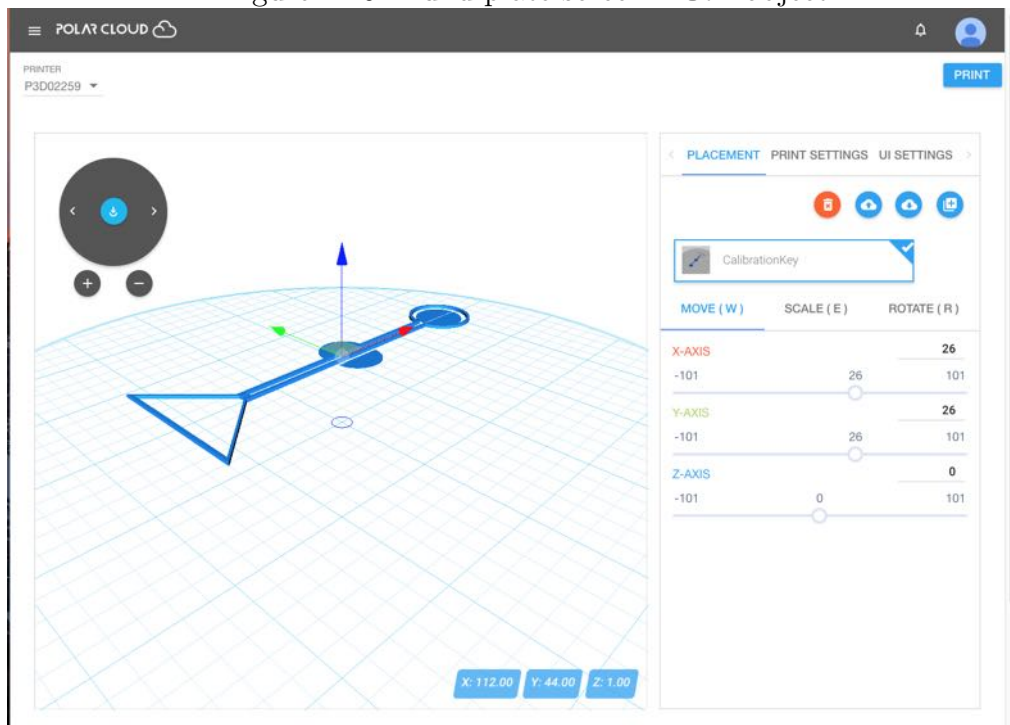 POLAR CLOUD
PRINTER
P3D02259
PRINT
PLACEMENT PRINT SETTINGS UI SETTINGS
CalibrationKey
MOVE ( W ) SCALE ( E ) ROTATE ( R )
X-AXIS 26
-101 26 101
Y-AXIS 26
-101 26 101
Z-AXIS 0
-101 0 101
X: 112.00 Y: 44.00 Z: 1.00